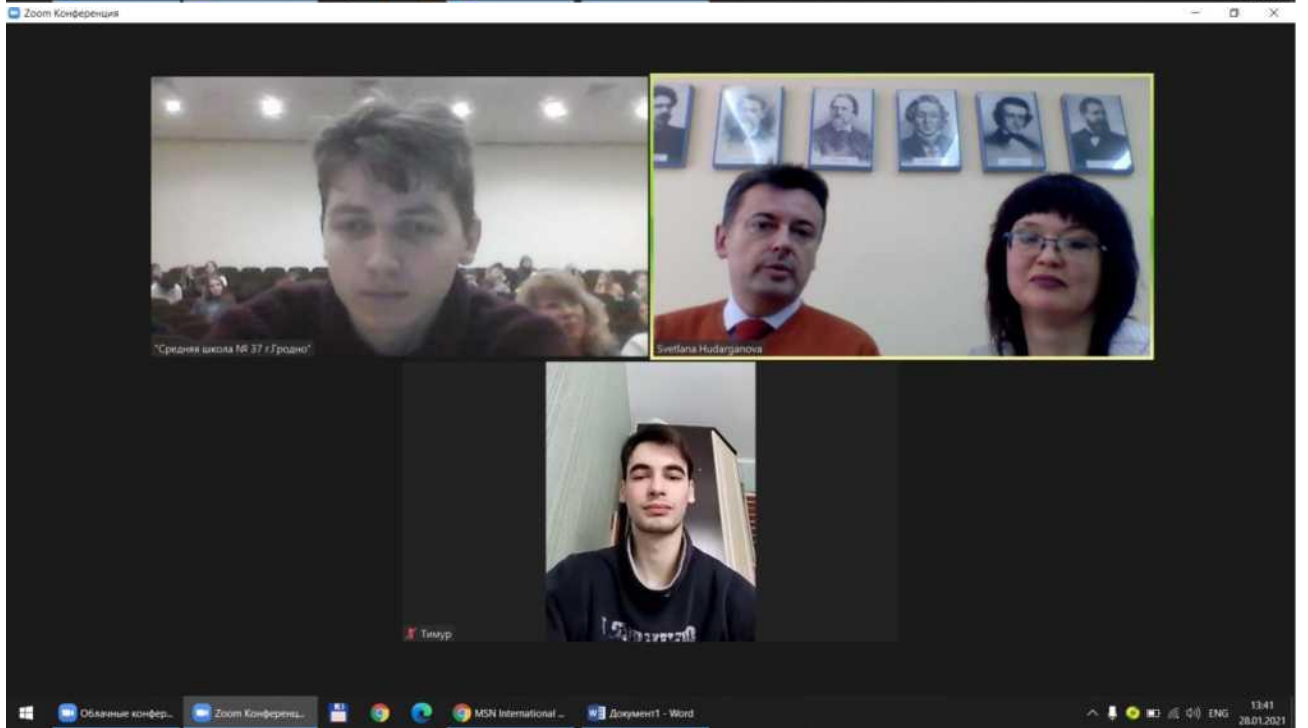 Zoom Конференция
"Средняя школа № 37 г.Гродно"
Svetlana Hudarganova
Тимур
Облачные конфер...
Zoom Конференц...
MSN International ...
Документ1 - Word
ENG
13:41
28.01.2021